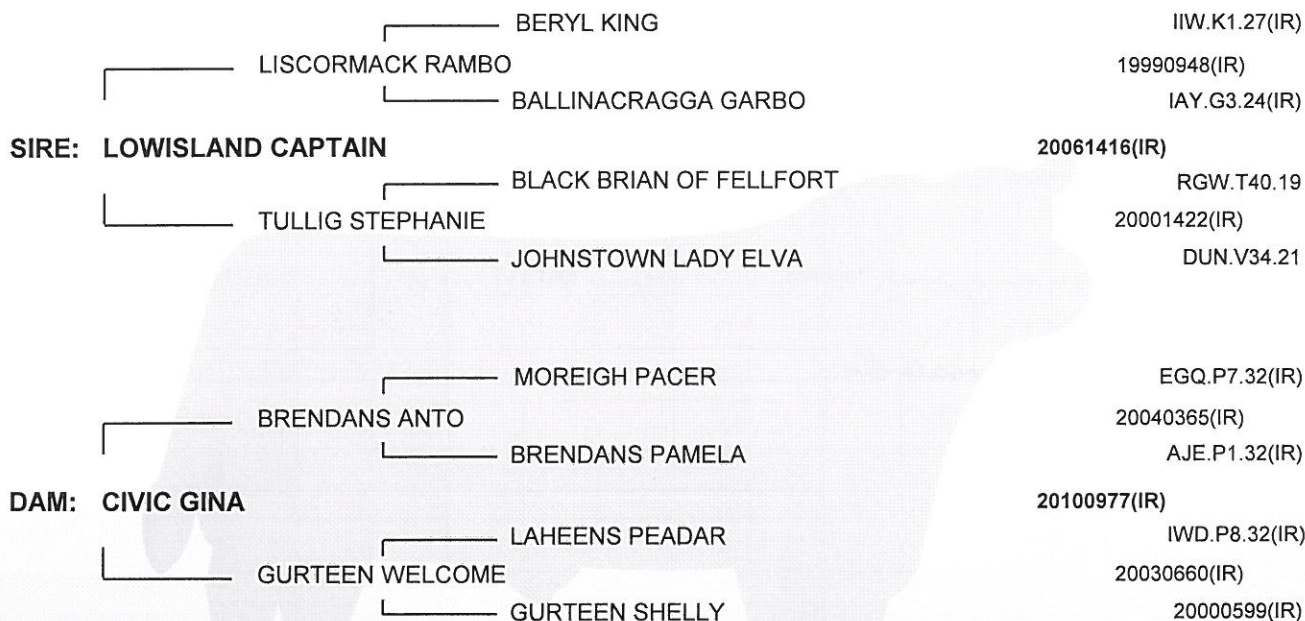 BERYL KING IIW.K1.27(IR)
LISCORMACK RAMBO 19990948(IR)
BALLINACRAGGA GARBO IAY.G3.24(IR)
SIRE: LOWISLAND CAPTAIN 20061416(IR)
BLACK BRIAN OF FELLFORT RGW.T40.19
TULLIG STEPHANIE 20001422(IR)
JOHNSTOWN LADY ELVA DUN.V34.21
MOREIGH PACER EGQ.P7.32(IR)
BRENDANS ANTO 20040365(IR)
BRENDANS PAMELA AJE.P1.32(IR)
DAM: CIVIC GINA 20100977(IR)
LAHEENS PEADAR IWD.P8.32(IR)
GURTEEN WELCOME 20030660(IR)
GURTEEN SHELLY 20000599(IR)